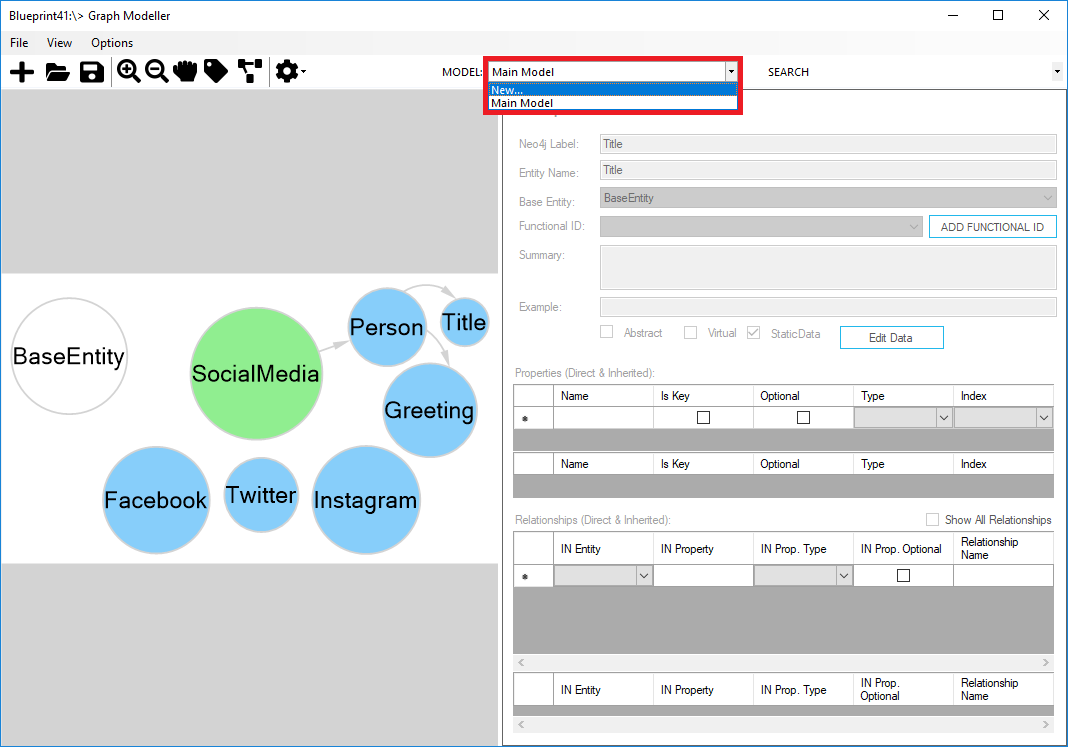 Blueprint41:\> Graph Modeller
File View Options
MODEL: Main Model SEARCH
New...
Main Model
Neo4j Label: Title
Entity Name: Title
Base Entity: BaseEntity
Functional ID: ADD FUNCTIONAL ID
Summary:
Example:
Abstract Virtual StaticData Edit Data
Properties (Direct & Inherited):
Name Is Key Optional Type Index
Name Is Key Optional Type Index
Relationships (Direct & Inherited): Show All Relationships
IN Entity IN Property IN Prop. Type IN Prop. Optional Relationship Name
IN Entity IN Property IN Prop. Type IN Prop. Optional Relationship Name
BaseEntity
SocialMedia
Person
Title
Greeting
Facebook
Twitter
Instagram